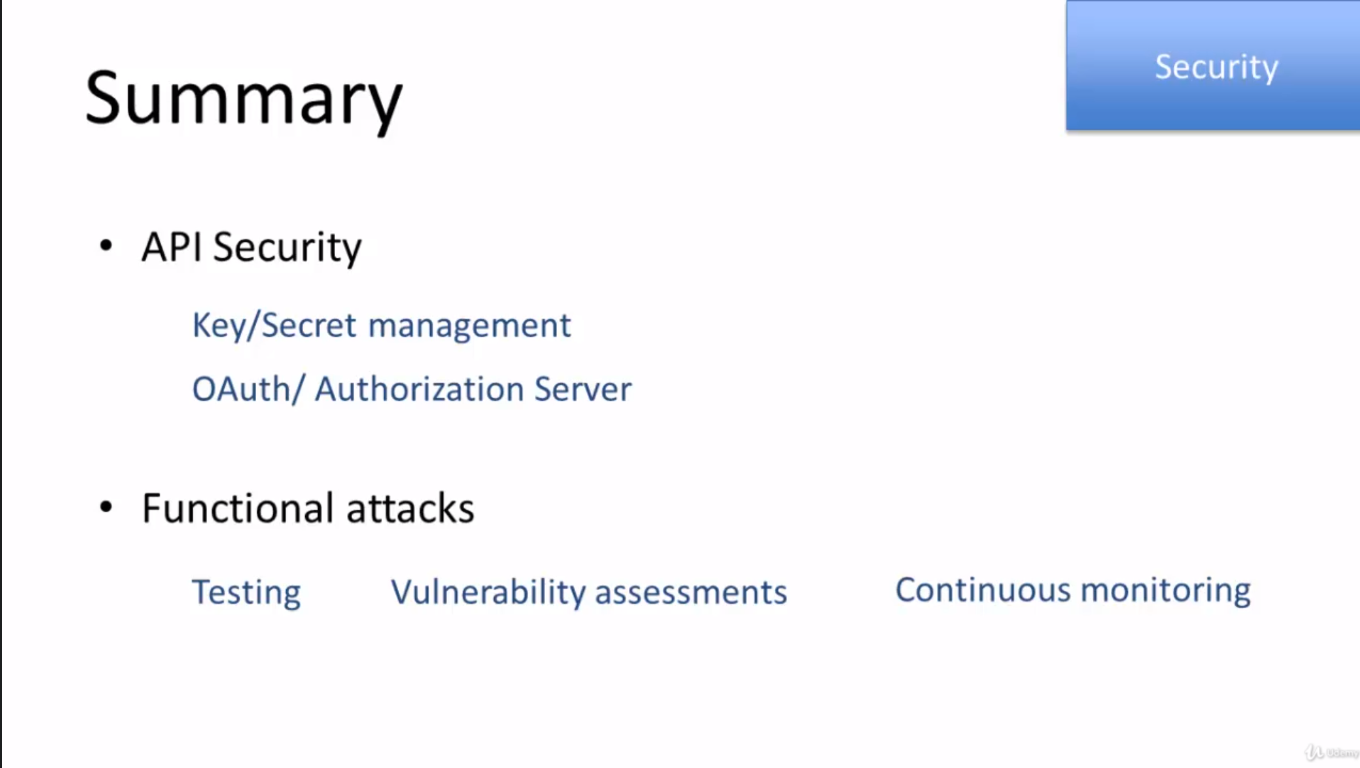 Security
Summary
• API Security
Key/Secret management
OAuth/ Authorization Server
• Functional attacks
Testing Vulnerability assessments Continuous monitoring
Udemy